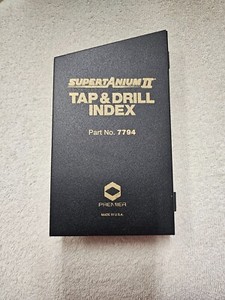 SUPERTANIUM II
TAP & DRILL
INDEX
Part No. 7794
PREMIER
MADE IN U.S.A.